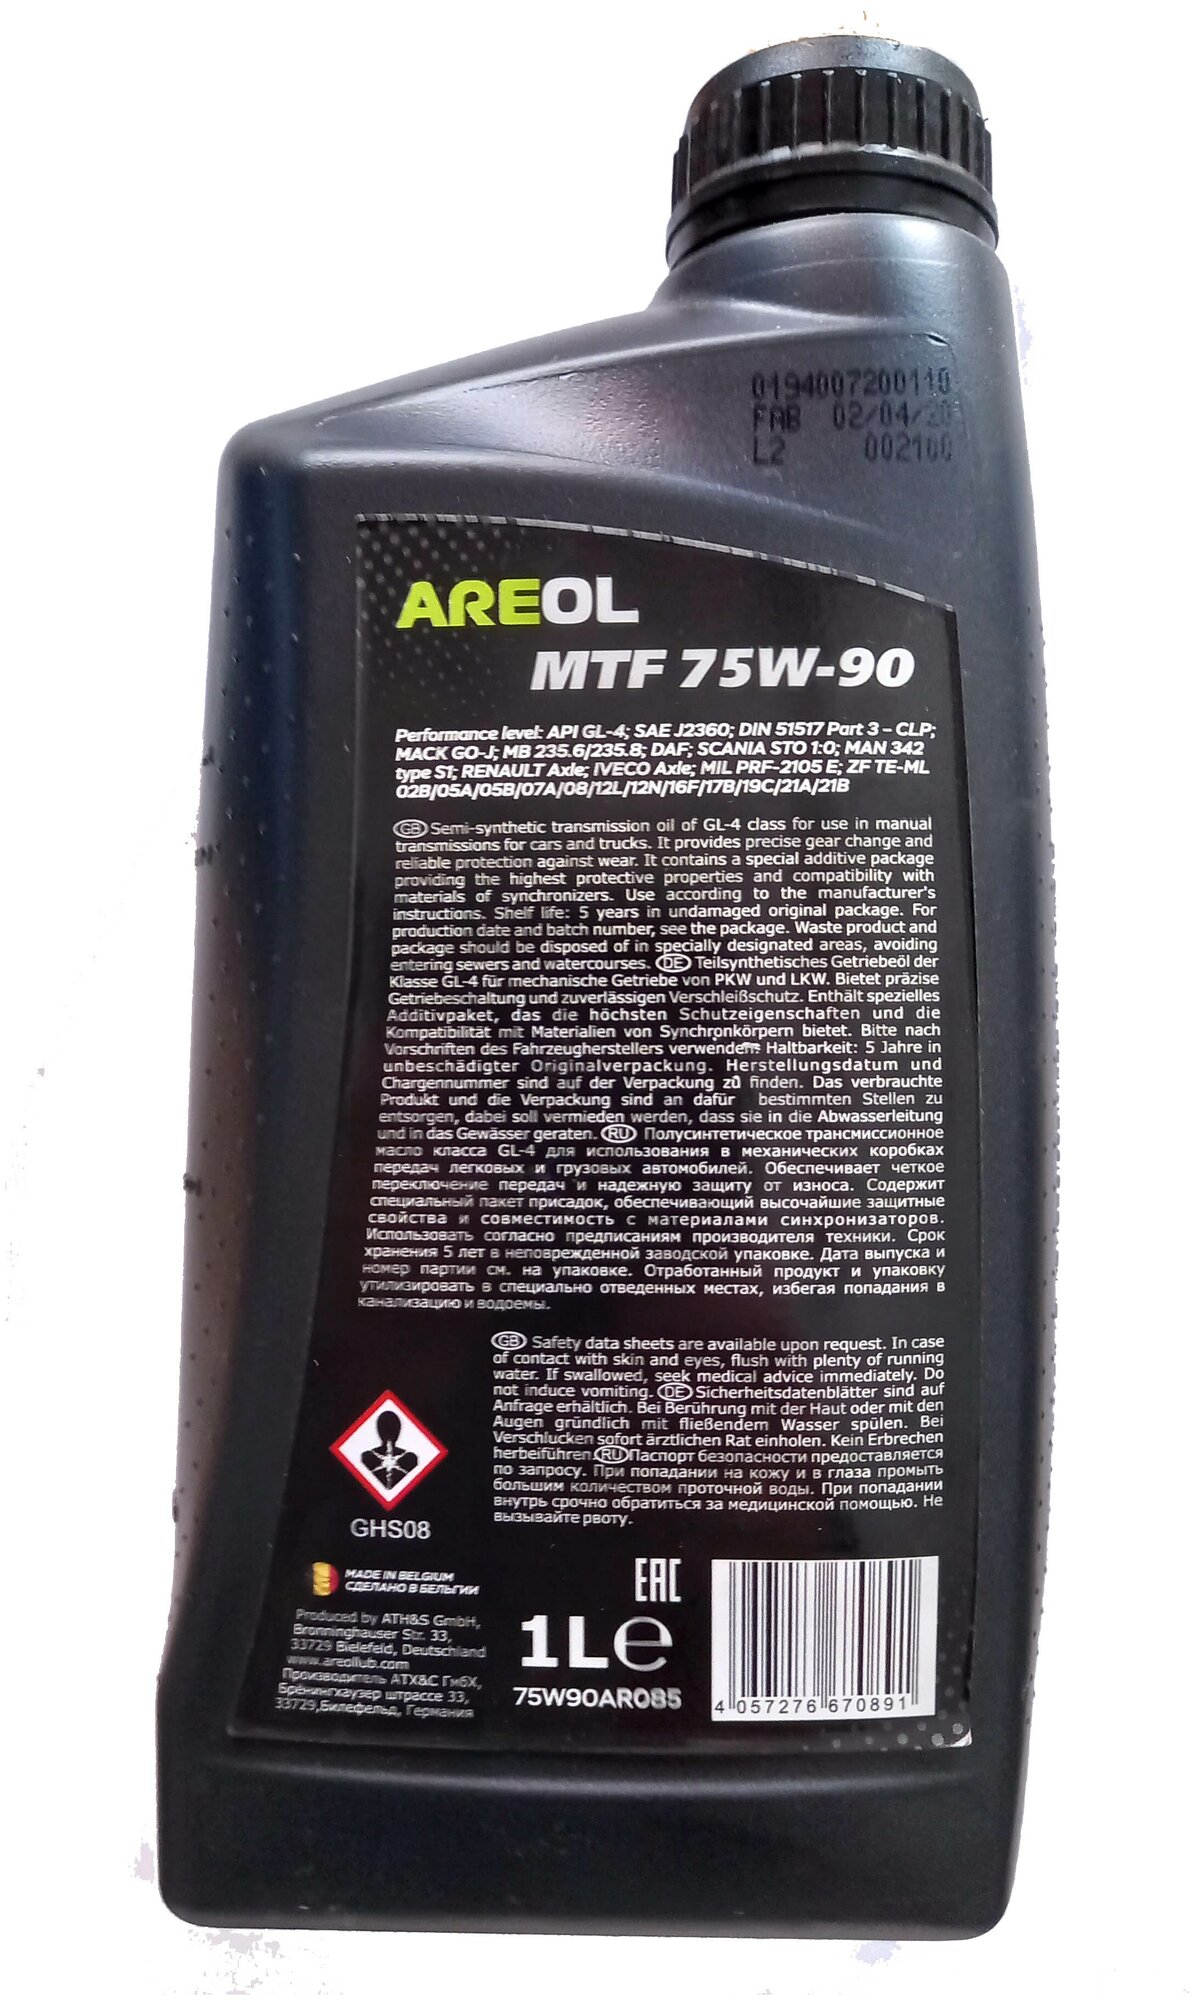 0194007200110
FAB 02/04/20
L2 002100
AREOL
MTF 75W-90
Performance level: API GL-4; SAE J2360; DIN 51517 Part 3 – CLP;
MACK GO-J; MB 235.6/235.8; DAF; SCANIA STO 1:0; MAN 342
type S1; RENAULT Axle; IVECO Axle; MIL PRF-2105 E; ZF TE-ML
02B/05A/05B/07A/08/12L/12N/16F/17B/19C/21A/21B
GB Semi-synthetic transmission oil of GL-4 class for use in manual
transmissions for cars and trucks. It provides precise gear change and
reliable protection against wear. It contains a special additive package
providing the highest protective properties and compatibility with
materials of synchronizers. Use according to the manufacturer's
instructions. Shelf life: 5 years in undamaged original package. For
production date and batch number, see the package. Waste product and
package should be disposed of in specially designated areas, avoiding
entering sewers and watercourses. DE Teilsynthetisches Getriebeöl der
Klasse GL-4 für mechanische Getriebe von PKW und LKW. Bietet präzise
Getriebeschaltung und zuverlässigen Verschleißschutz. Enthält spezielles
Additivpaket, das die höchsten Schutzeigenschaften und die
Kompatibilität mit Materialien von Synchronkörpern bietet. Bitte nach
Vorschriften des Fahrzeugherstellers verwenden. Haltbarkeit: 5 Jahre in
unbeschädigter Originalverpackung. Herstellungsdatum und
Chargennummer sind auf der Verpackung zu finden. Das verbrauchte
Produkt und die Verpackung sind an dafür bestimmten Stellen zu
entsorgen, dabei soll vermieden werden, dass sie in die Abwasserleitung
und in das Gewässer geraten. RU Полусинтетическое трансмиссионное
масло класса GL-4 для использования в механических коробках
передач легковых и грузовых автомобилей. Обеспечивает четкое
переключение передач и надежную защиту от износа. Содержит
специальный пакет присадок, обеспечивающий высочайшие защитные
свойства и совместимость с материалами синхронизаторов.
Использовать согласно предписаниям производителя техники. Срок
хранения 5 лет в неповрежденной заводской упаковке. Дата выпуска и
номер партии см. на упаковке. Отработанный продукт и упаковку
утилизировать в специально отведенных местах, избегая попадания в
канализацию и водоемы.
GB Safety data sheets are available upon request. In case
of contact with skin and eyes, flush with plenty of running
water. If swallowed, seek medical advice immediately. Do
not induce vomiting. DE Sicherheitsdatenblätter sind auf
Anfrage erhältlich. Bei Berührung mit der Haut oder mit den
Augen gründlich mit fließendem Wasser spülen. Bei
Verschlucken sofort ärztlichen Rat einholen. Kein Erbrechen
herbeiführen. RU Паспорт безопасности предоставляется
по запросу. При попадании на кожу и в глаза промыть
большим количеством проточной воды. При попадании
внутрь срочно обратиться за медицинской помощью. Не
вызывайте рвоту.
GHS08
MADE IN BELGIUM
СДЕЛАНО В БЕЛЬГИИ
Produced by ATH&S GmbH,
Bronninghauser Str. 33,
33729 Bielefeld, Deutschland
www.areollub.com
Производитель АТХ&С ГмбХ,
Брёнингхаузер штрассе 33,
33729,Билефельд, Германия
EAC
1L e
75W90AR085
4 057276 670891